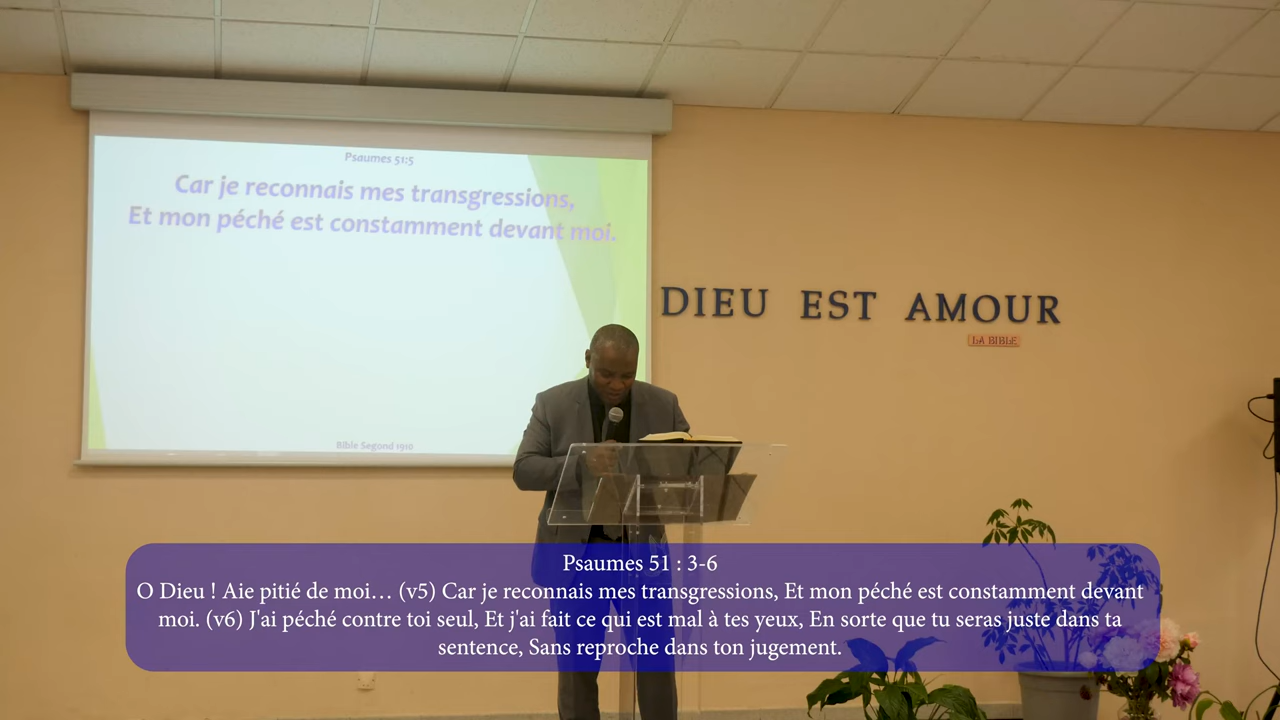 Psaumes 51:5
Car je reconnais mes transgressions,
Et mon péché est constamment devant moi.
Bible Segond 1910
DIEU EST AMOUR
LA BIBLE
Psaumes 51 : 3-6
O Dieu ! Aie pitié de moi… (v5) Car je reconnais mes transgressions, Et mon péché est constamment devant
moi. (v6) J'ai péché contre toi seul, Et j'ai fait ce qui est mal à tes yeux, En sorte que tu seras juste dans ta
sentence, Sans reproche dans ton jugement.